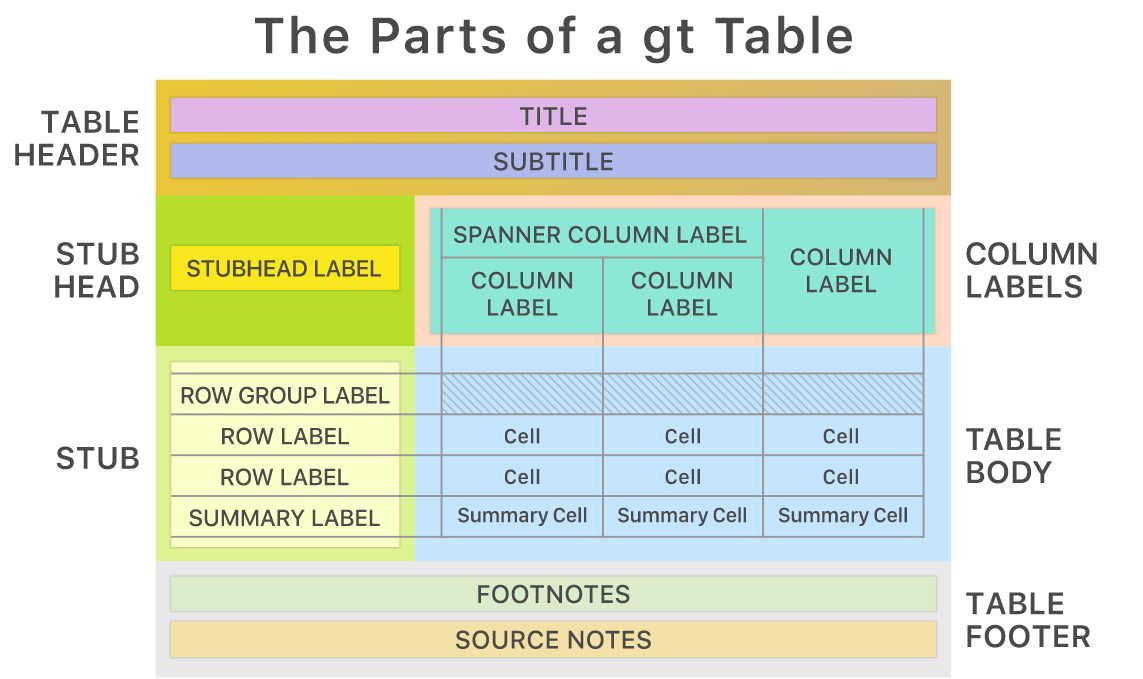 The Parts of a gt Table
TABLE
HEADER
TITLE
SUBTITLE
STUB
HEAD
STUBHEAD LABEL
SPANNER COLUMN LABEL
COLUMN
LABEL
COLUMN
LABEL
COLUMN
LABEL
COLUMN
LABELS
STUB
ROW GROUP LABEL
ROW LABEL Cell Cell Cell
ROW LABEL Cell Cell Cell
SUMMARY LABEL Summary Cell Summary Cell Summary Cell
TABLE
BODY
FOOTNOTES
SOURCE NOTES
TABLE
FOOTER